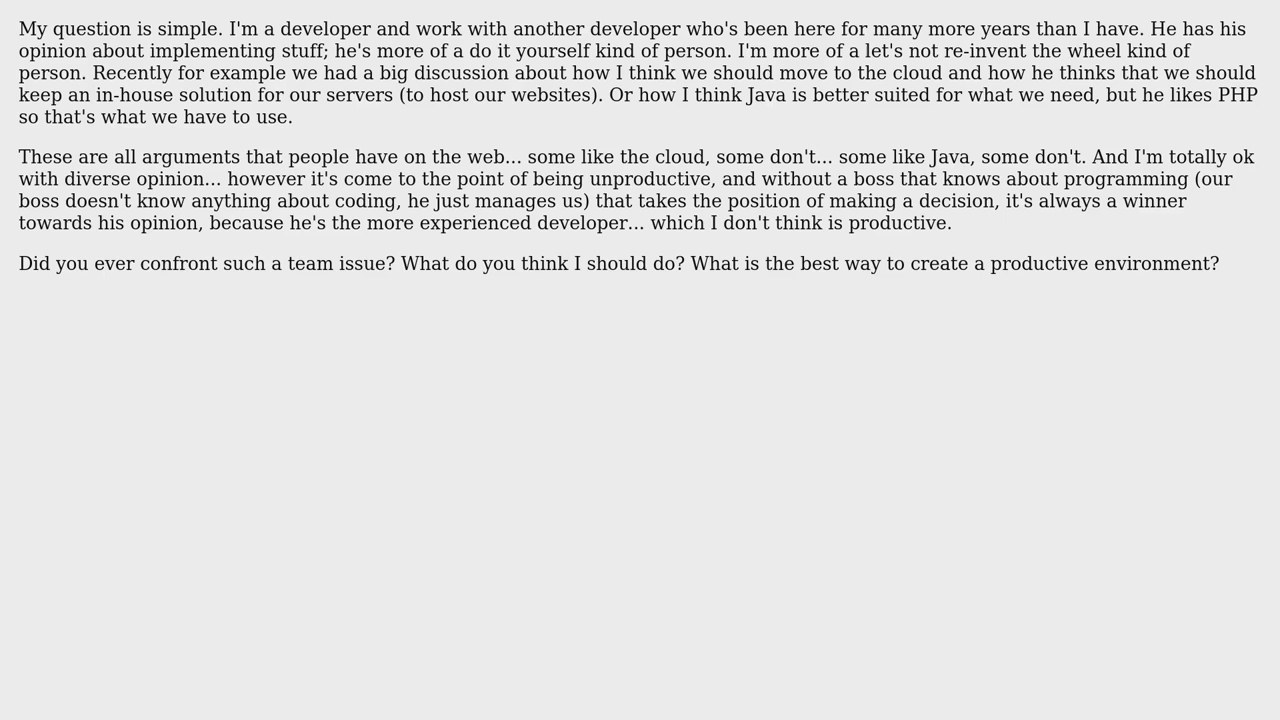 My question is simple. I'm a developer and work with another developer who's been here for many more years than I have. He has his
opinion about implementing stuff; he's more of a do it yourself kind of person. I'm more of a let's not re-invent the wheel kind of
person. Recently for example we had a big discussion about how I think we should move to the cloud and how he thinks that we should
keep an in-house solution for our servers (to host our websites). Or how I think Java is better suited for what we need, but he likes PHP
so that's what we have to use.
These are all arguments that people have on the web... some like the cloud, some don't... some like Java, some don't. And I'm totally ok
with diverse opinion... however it's come to the point of being unproductive, and without a boss that knows about programming (our
boss doesn't know anything about coding, he just manages us) that takes the position of making a decision, it's always a winner
towards his opinion, because he's the more experienced developer... which I don't think is productive.
Did you ever confront such a team issue? What do you think I should do? What is the best way to create a productive environment?